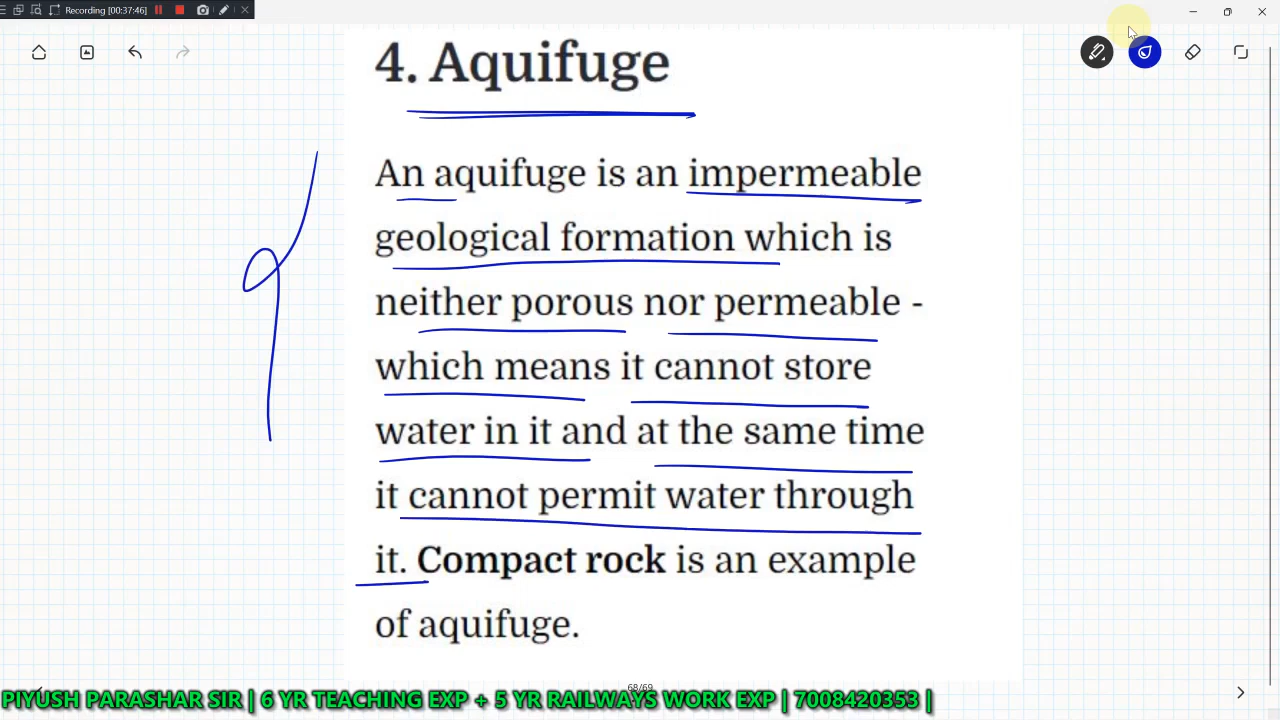 Recording [00:37:46]
4. Aquifuge
An aquifuge is an impermeable
geological formation which is
neither porous nor permeable -
which means it cannot store
water in it and at the same time
it cannot permit water through
it. Compact rock is an example
of aquifuge.
68/69
PIYUSH PARASHAR SIR | 6 YR TEACHING EXP + 5 YR RAILWAYS WORK EXP | 7008420353 |